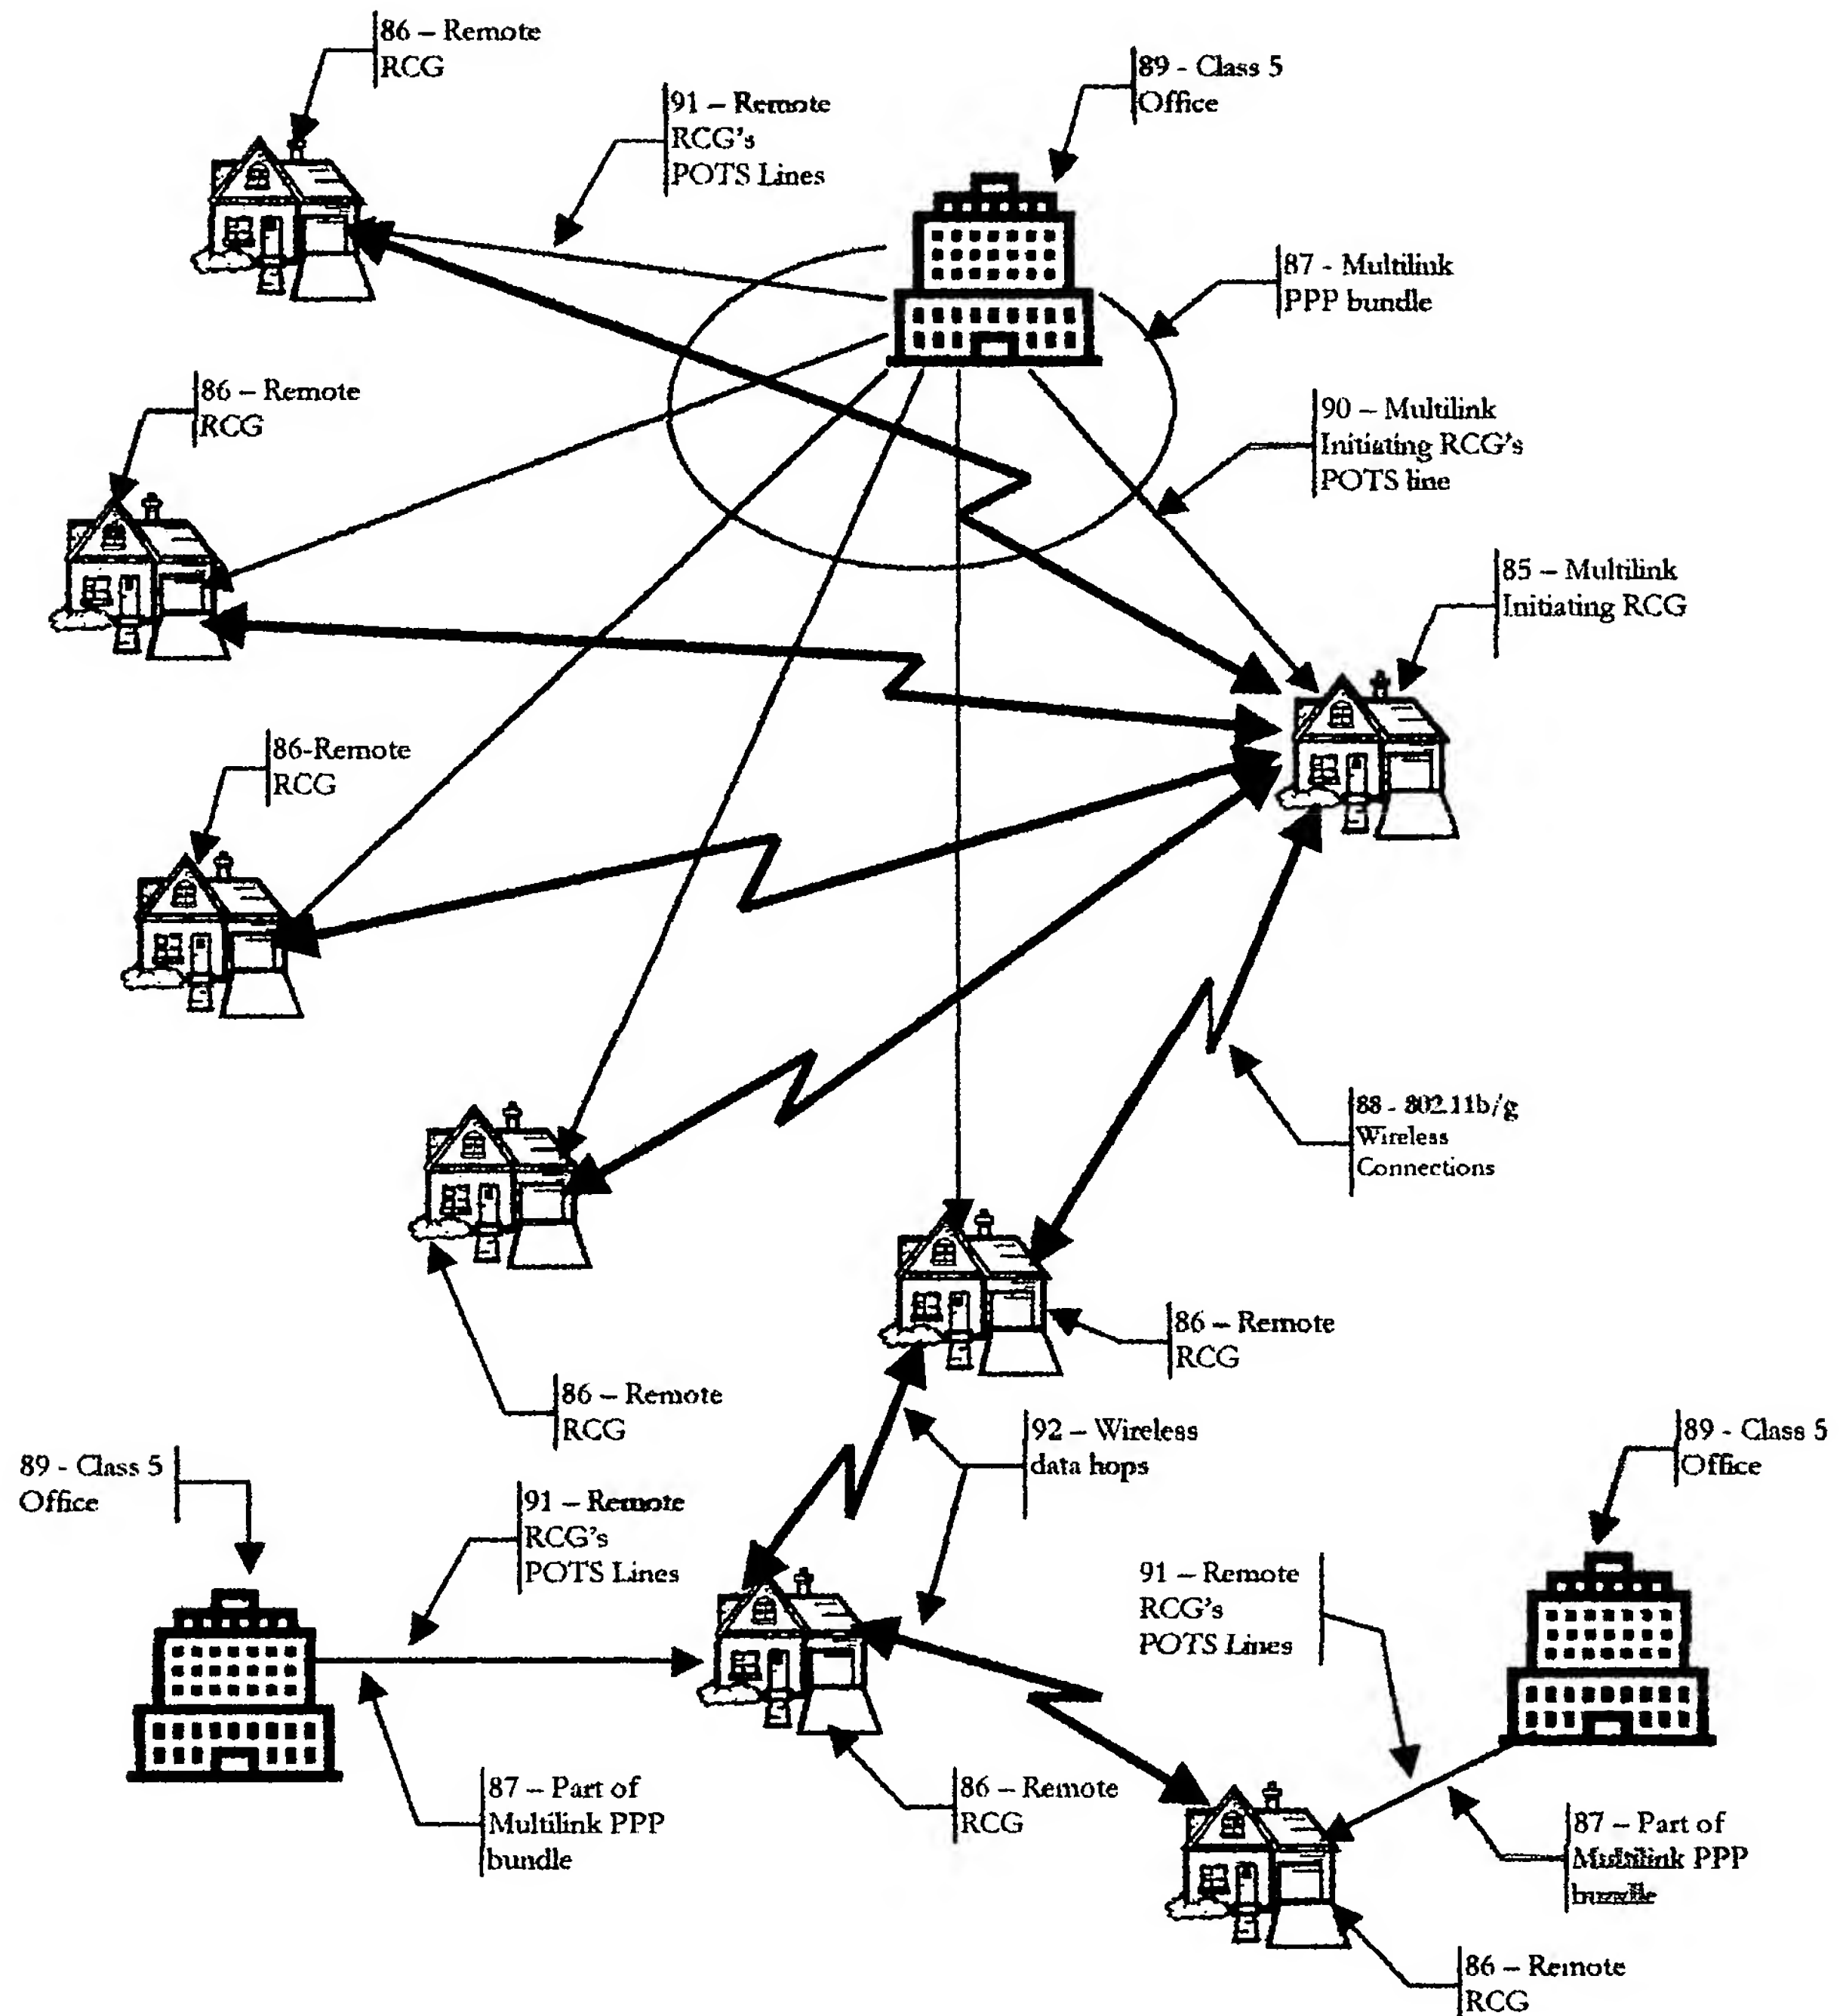 86 – Remote
RCG
89 - Class 5
Office
91 – Remote
RCG's
POTS Lines
87 - Multilink
PPP bundle
86 – Remote
RCG
90 – Multilink
Initiating RCG's
POTS line
85 – Multilink
Initiating RCG
86-Remote
RCG
88 - 802.11b/g
Wireless
Connections
86 – Remote
RCG
86 – Remote
RCG
92 – Wireless
data hops
89 - Class 5
Office
89 - Class 5
Office
91 – Remote
RCG's
POTS Lines
91 – Remote
RCG's
POTS Lines
87 – Part of
Multilink PPP
bundle
86 – Remote
RCG
87 – Part of
Multilink PPP
bundle
86 – Remote
RCG